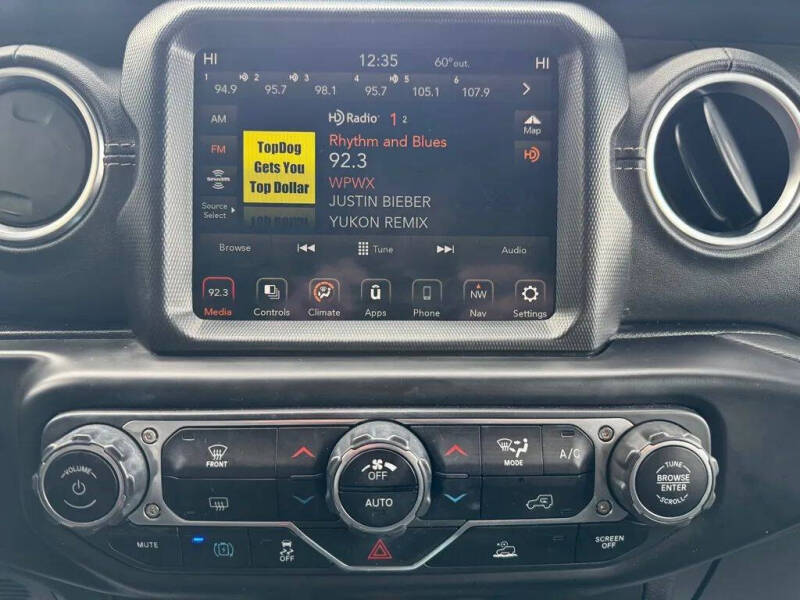 HI 12:35 60°out. HI
1 2 3 4 5 6
94.9 95.7 98.1 95.7 105.1 107.9
AM
FM
SiriusXM
Source
Select
TopDog
Gets You
Top Dollar
HD Radio 1 2
Rhythm and Blues
92.3
WPWX
JUSTIN BIEBER
YUKON REMIX
Map
HD
Browse Tune Audio
92.3 NW
Media Controls Climate Apps Phone Nav Settings
VOLUME
FRONT
OFF
AUTO
MODE
A/C
TUNE
BROWSE
ENTER
SCROLL
MUTE
OFF
SCREEN
OFF